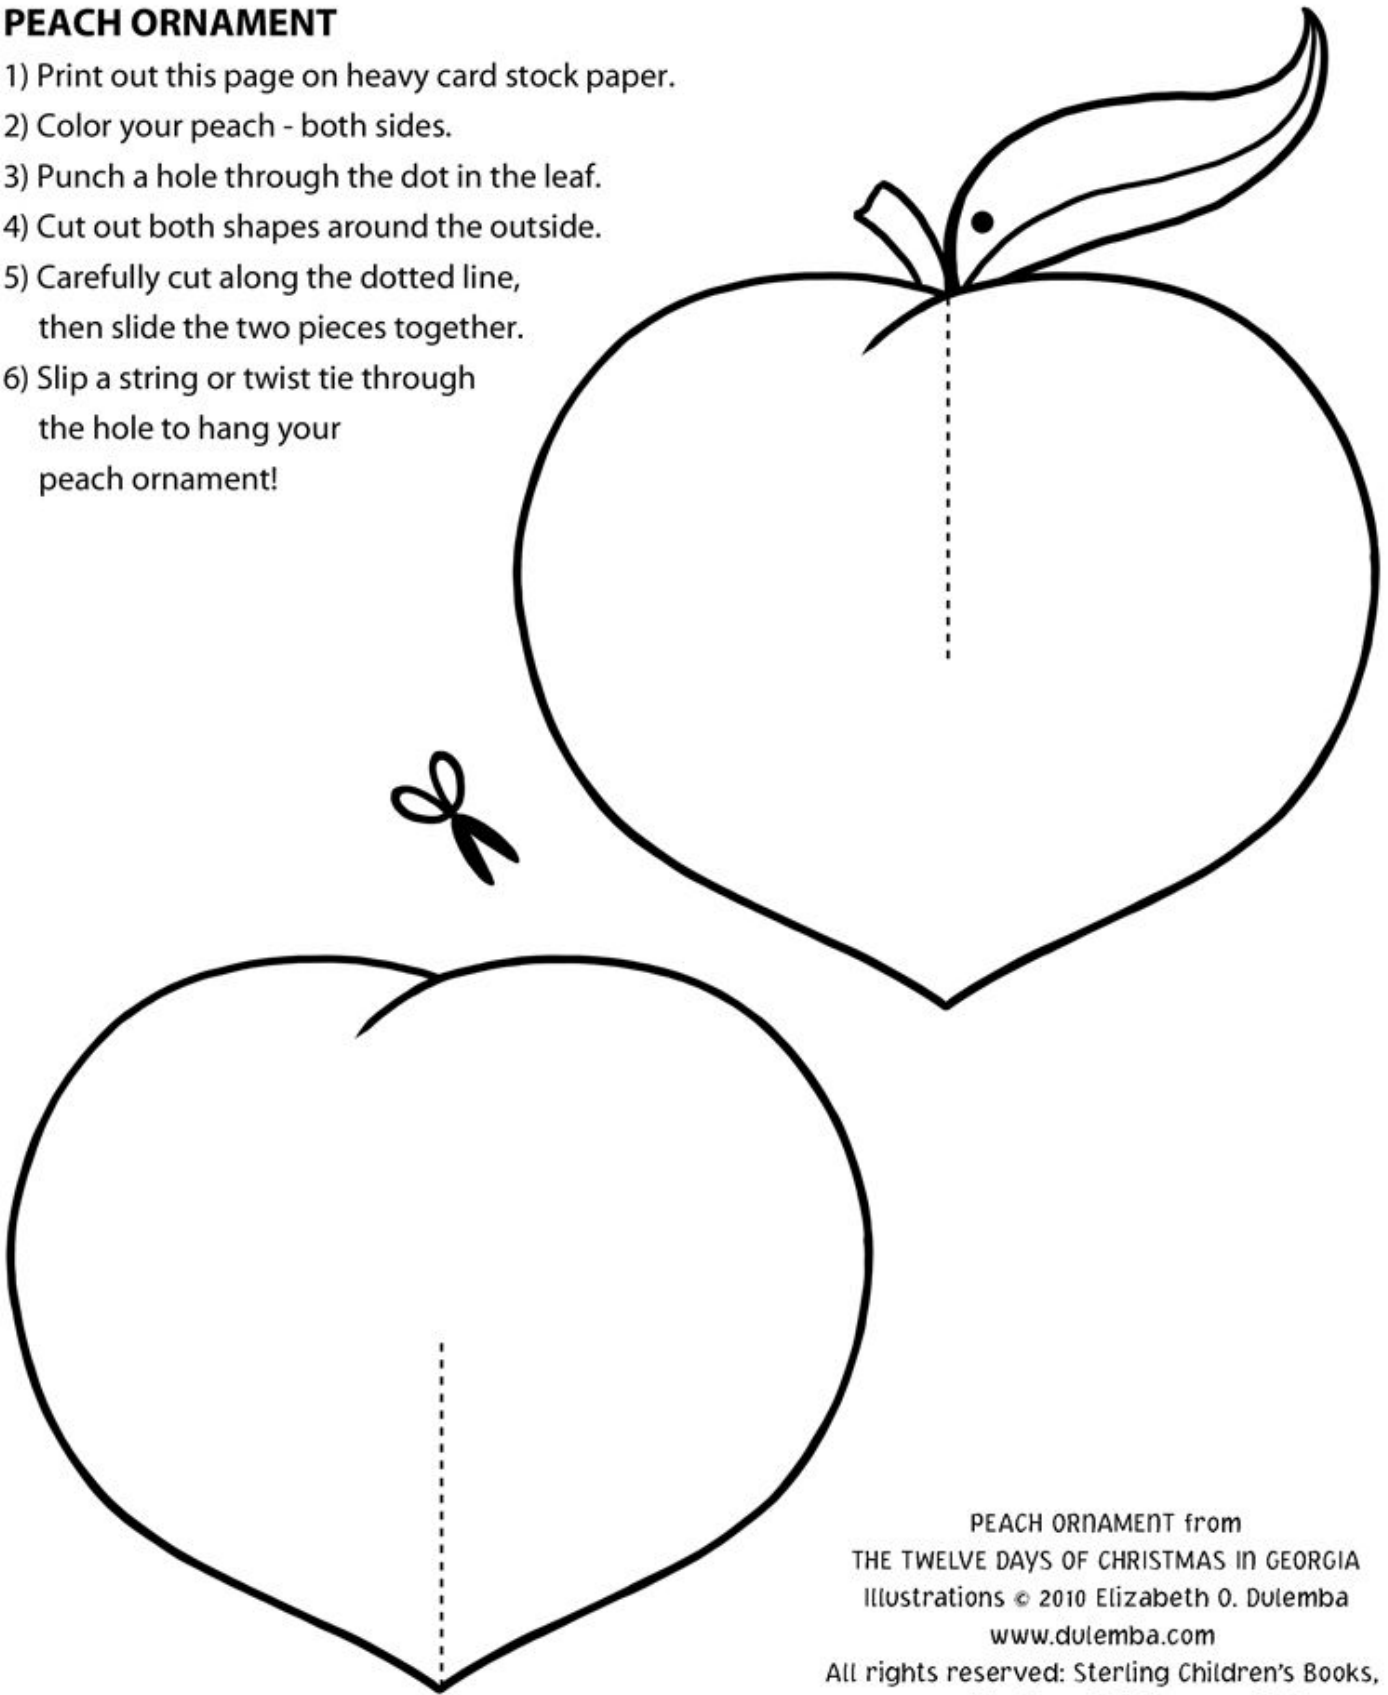 PEACH ORNAMENT
1) Print out this page on heavy card stock paper.
2) Color your peach - both sides.
3) Punch a hole through the dot in the leaf.
4) Cut out both shapes around the outside.
5) Carefully cut along the dotted line,
then slide the two pieces together.
6) Slip a string or twist tie through
the hole to hang your
peach ornament!
PEACH ORNAMENT from
THE TWELVE DAYS OF CHRISTMAS IN GEORGIA
Illustrations © 2010 Elizabeth O. Dulemba
www.dulemba.com
All rights reserved: Sterling Children's Books,